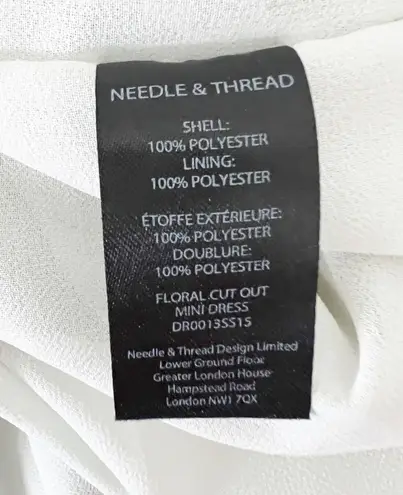 NEEDLE & THREAD
SHELL:
100% POLYESTER
LINING:
100% POLYESTER
ÉTOFFE EXTÉRIEURE:
100% POLYESTER
DOUBLURE:
100% POLYESTER
FLORAL CUT OUT
MINI DRESS
DR0013SS15
Needle & Thread Design Limited
Lower Ground Floor
Greater London House
Hampstead Road
London NW1 7QX